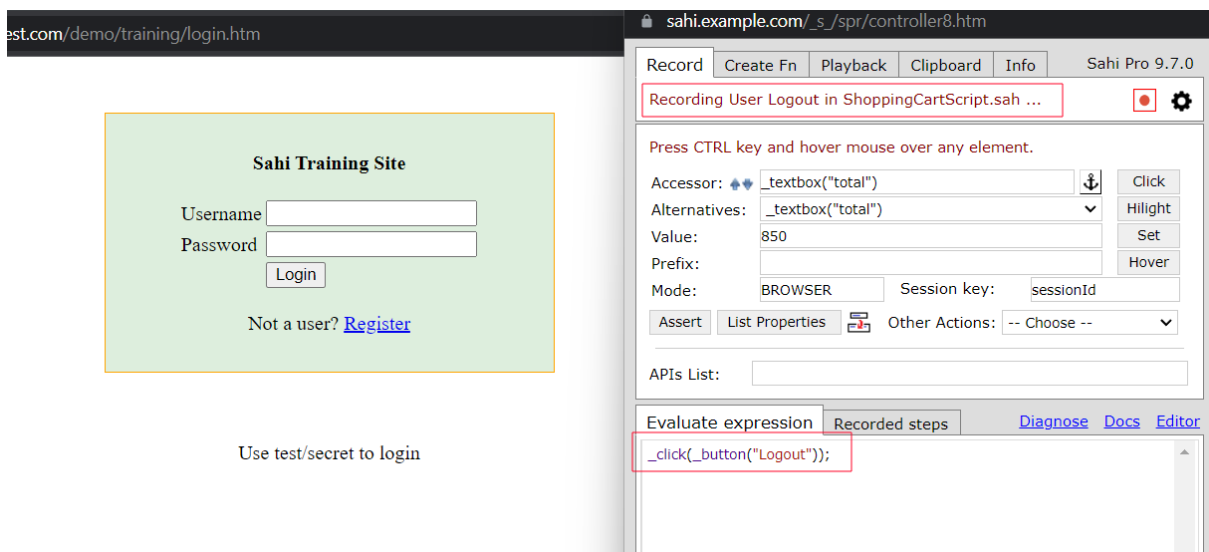 est.com/demo/training/login.htm
Sahi Training Site
Username
Password
Login
Not a user? Register
Use test/secret to login
sahi.example.com/_s_/spr/controller8.htm
Record Create Fn Playback Clipboard Info Sahi Pro 9.7.0
Recording User Logout in ShoppingCartScript.sah ...
Press CTRL key and hover mouse over any element.
Accessor: _textbox("total") Click
Alternatives: _textbox("total") Hilight
Value: 850 Set
Prefix: Hover
Mode: BROWSER Session key: sessionId
Assert List Properties Other Actions: -- Choose --
APIs List:
Evaluate expression Recorded steps Diagnose Docs Editor
_click(_button("Logout"));